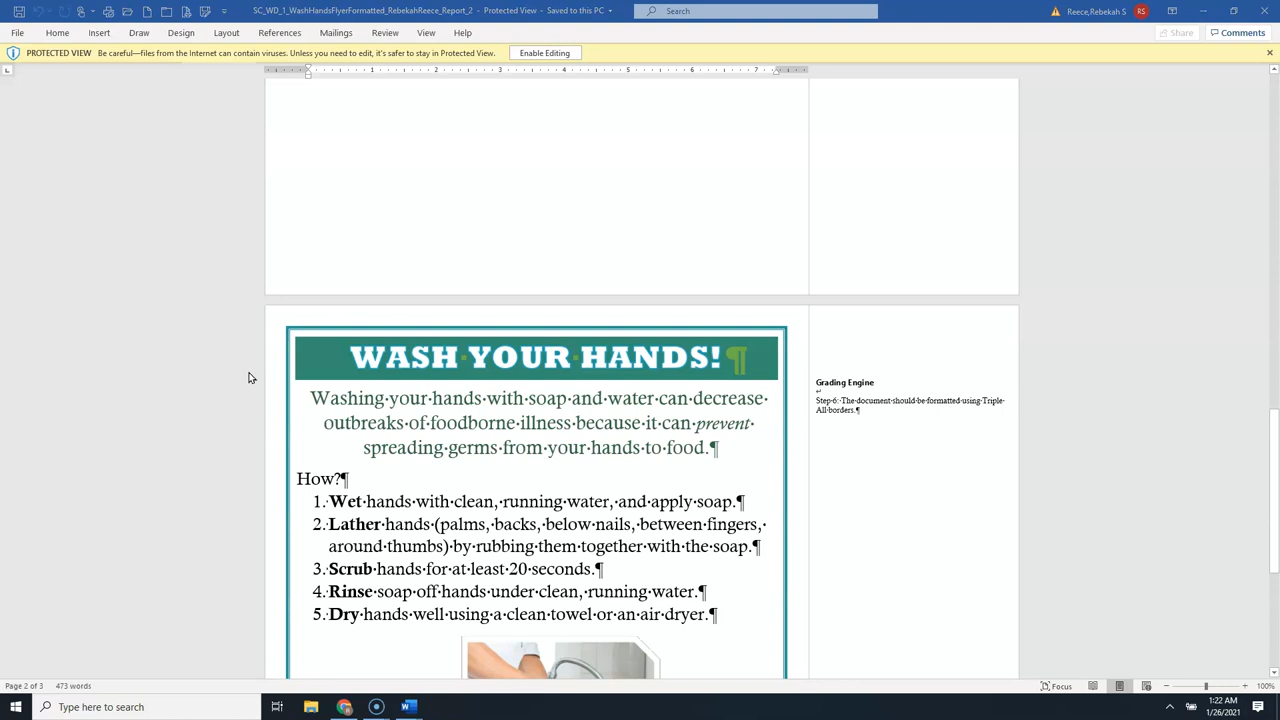 SC_WD_1_WashHandsFlyerFormatted_RebekahReece_Report_2 - Protected View - Saved to this PC
Search
Reece,Rebekah S
RS
File Home Insert Draw Design Layout References Mailings Review View Help
Share
Comments
PROTECTED VIEW Be careful—files from the Internet can contain viruses. Unless you need to edit, it's safer to stay in Protected View.
Enable Editing
1 2 3 4 5 6 7
WASH·YOUR·HANDS!¶
Washing·your·hands·with·soap·and·water·can·decrease·
outbreaks·of·foodborne·illness·because·it·can·prevent·
spreading·germs·from·your·hands·to·food.¶
How?¶
1.·Wet·hands·with·clean,·running·water,·and·apply·soap.¶
2.·Lather·hands·(palms,·backs,·below·nails,·between·fingers,·
around·thumbs)·by·rubbing·them·together·with·the·soap.¶
3.·Scrub·hands·for·at·least·20·seconds.¶
4.·Rinse·soap·off·hands·under·clean,·running·water.¶
5.·Dry·hands·well·using·a·clean·towel·or·an·air·dryer.¶
Grading Engine
↵
Step·6:·The·document·should·be·formatted·using·Triple·
All·borders.¶
Page 2 of 3 473 words
Focus
100%
Type here to search
1:22 AM
1/26/2021